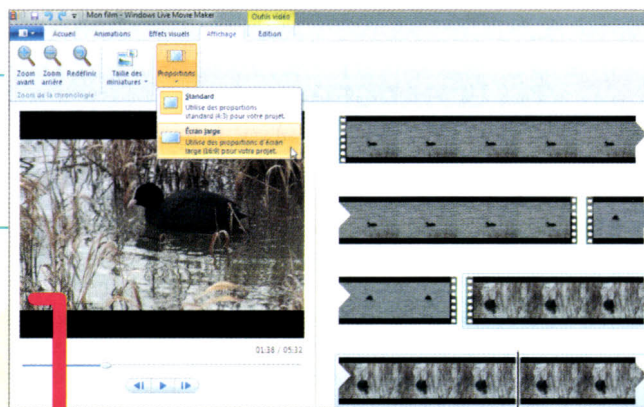 Mon film - Windows Live Movie Maker
Outils vidéo
Accueil Animations Effets visuels Affichage Edition
Zoom avant
Zoom arrière
Redéfinir
Taille des miniatures
Proportions
Zoom de la chronologie
Standard
Utilise des proportions
standard (4:3) pour votre projet.
Écran large
Utilise des proportions d'écran
large (16:9) pour votre projet.
01:36 / 05:32